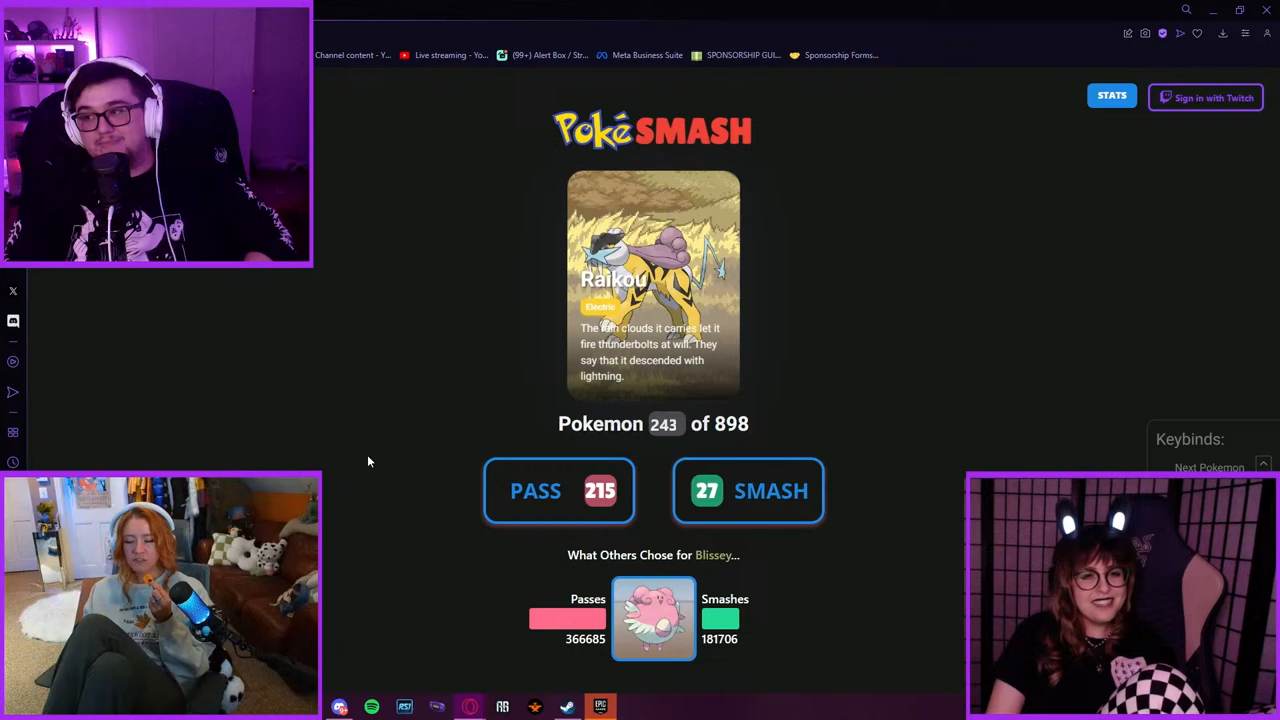 Channel content - Y...
Live streaming - Yo...
(99+) Alert Box / Str...
Meta Business Suite
SPONSORSHIP GUI...
Sponsorship Forms...
STATS
Sign in with Twitch
PokéSMASH
Raikou
Electric
The rain clouds it carries let it
fire thunderbolts at will. They
say that it descended with
lightning.
Pokemon 243 of 898
PASS 215
27 SMASH
Keybinds:
Next Pokemon
What Others Chose for Blissey...
Passes
366685
Smashes
181706